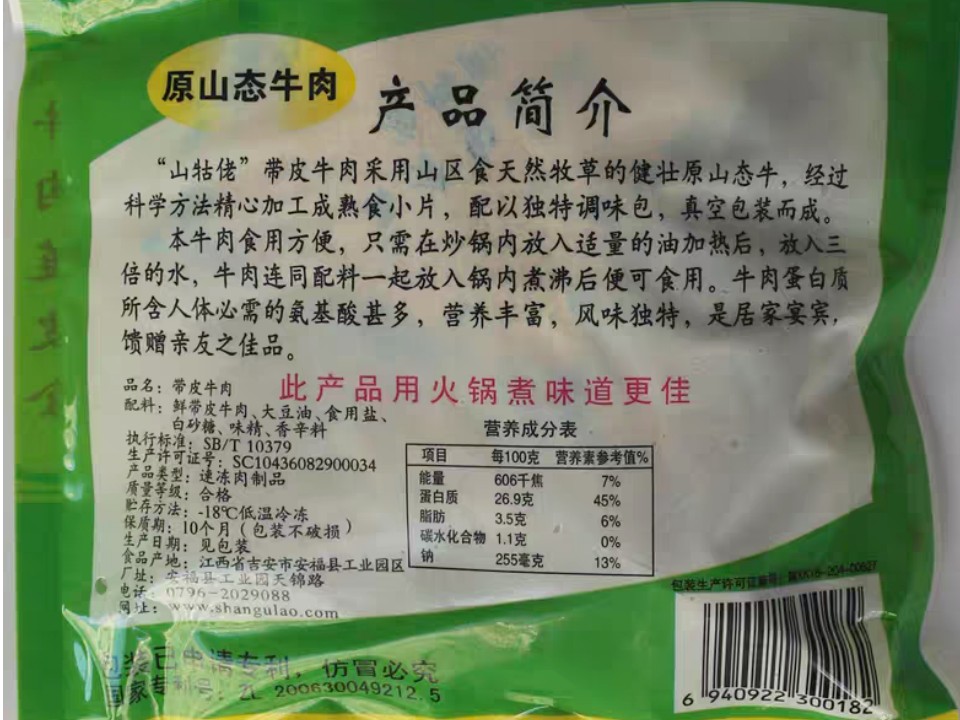 原山态牛肉
产品简介
“山牯佬”带皮牛肉采用山区食天然牧草的健壮原山态牛，经过
科学方法精心加工成熟食小片，配以独特调味包，真空包装而成。
本牛肉食用方便，只需在炒锅内放入适量的油加热后，放入三
倍的水，牛肉连同配料一起放入锅内煮沸后便可食用。牛肉蛋白质
所含人体必需的氨基酸甚多，营养丰富，风味独特，是居家宴宾，
馈赠亲友之佳品。
此产品用火锅煮味道更佳
品名：带皮牛肉
配料：鲜带皮牛肉、大豆油、食用盐、
白砂糖、味精、香辛料
执行标准：SB/T 10379
生产许可证号：SC10436082900034
产品类型：速冻肉制品
质量等级：合格
贮存方法：-18℃低温冷冻
保质期：10个月（包装不破损）
生产日期：见包装
食品产地：江西省吉安市安福县工业园区
厂址：安福县工业园天锦路
电话：0796-2029088
网址：www.shangulao.com
营养成分表
项目 每100克 营养素参考值%
能量 606千焦 7%
蛋白质 26.9克 45%
脂肪 3.5克 6%
碳水化合物 1.1克 0%
钠 255毫克 13%
包装已申请专利，仿冒必究
国家专利号：ZL 200630049212.5
包装生产许可证编号：
6 940922 300182